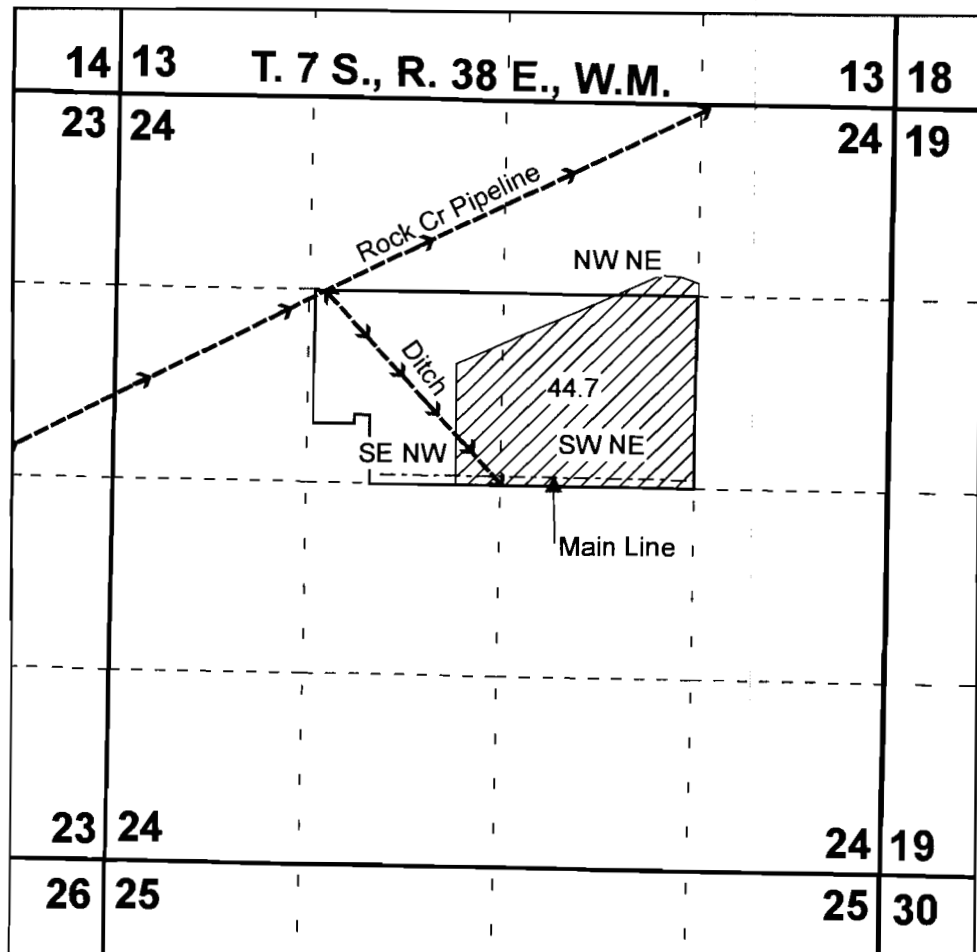 14 13 T. 7 S., R. 38 E., W.M. 13 18
23 24 24 19
Rock Cr Pipeline
NW NE
Ditch
44.7
SE NW SW NE
Main Line
23 24 24 19
26 25 25 30